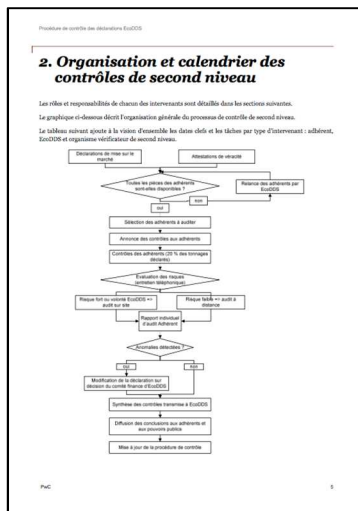 Procédure de contrôle des déclarations EcoDDS
2. Organisation et calendrier des
contrôles de second niveau
Les rôles et responsabilités de chacun des intervenants sont détaillés dans les sections suivantes.
Le graphique ci-dessous décrit l'organisation générale du processus de contrôle de second niveau.
Le tableau suivant ajoute à la vision d'ensemble les dates clefs et les tâches par type d'intervenant : adhérent,
EcoDDS et organisme vérificateur de second niveau.
Déclarations de mise sur le
marché
Attestations de véracité
Toutes les pièces des adhérents
sont-elles disponibles ?
Relance des adhérents par
EcoDDS
oui
non
Sélection des adhérents à auditer
Annonce des contrôles aux adhérents
Contrôles des adhérents (20 % des tonnages
déclarés)
Evaluation des risques
(entretien téléphonique)
Risque fort ou volonté EcoDDS =>
audit sur site
Risque faible => audit à
distance
Rapport individuel
d'audit Adhérent
Anomalies détectées ?
oui
non
Modification de la déclaration sur
décision du comité finance d'EcoDDS
Synthèse des contrôles transmise à EcoDDS
Diffusion des conclusions aux adhérents et
aux pouvoirs publics
Mise à jour de la procédure de contrôle
PwC
5